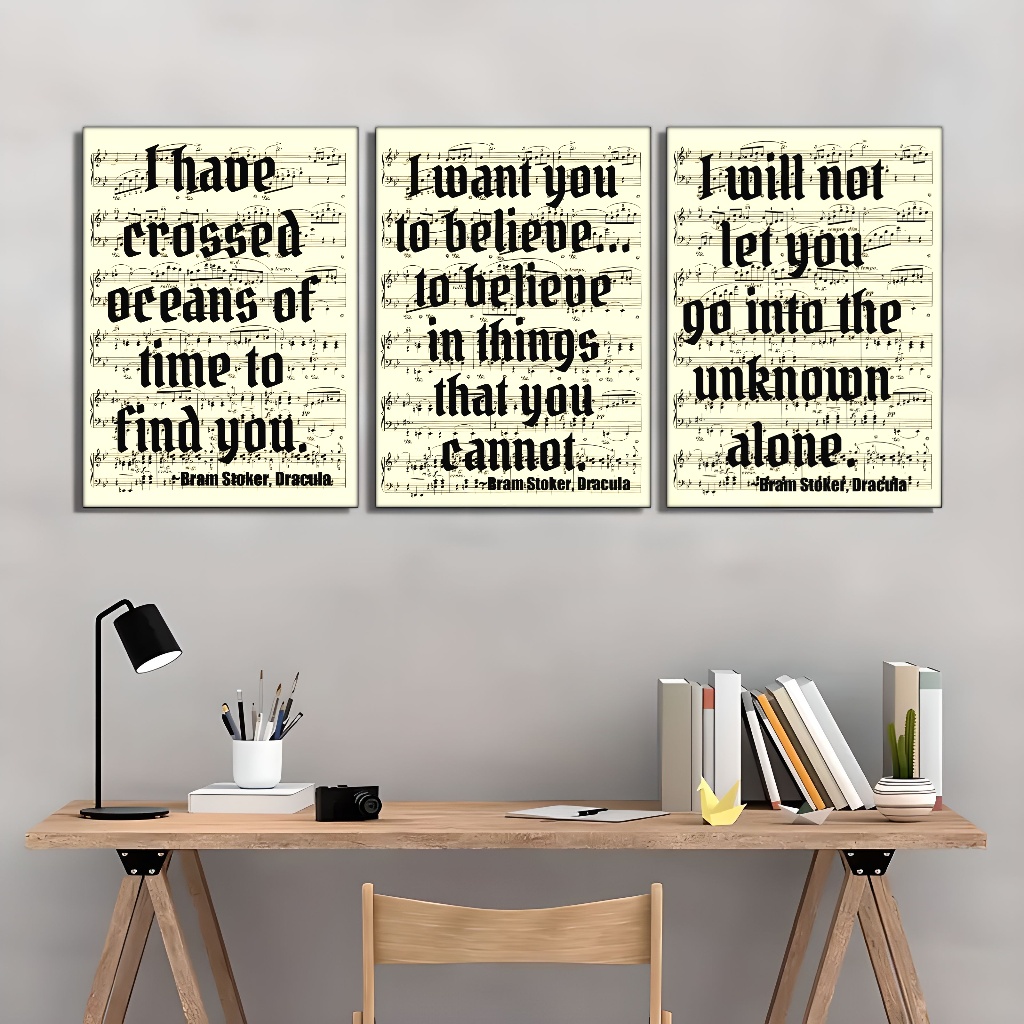 I have
crossed
oceans of
time to
find you.
~Bram Stoker, Dracula
I want you
to believe...
to believe
in things
that you
cannot.
~Bram Stoker, Dracula
I will not
let you
go into the
unknown
alone.
~Bram Stoker, Dracula